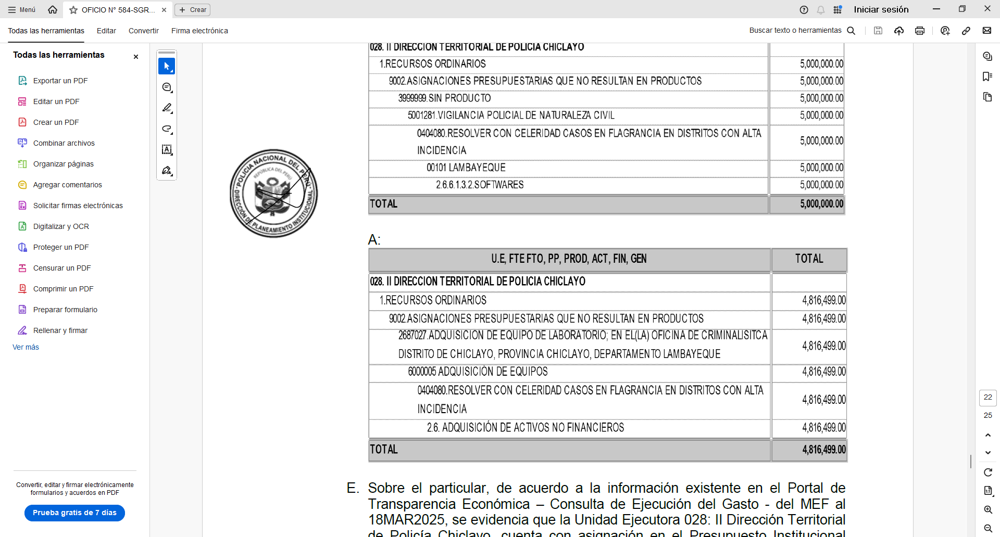 Menú
OFICIO N° 584-SGR...
Crear
Iniciar sesión
Todas las herramientas
Editar
Convertir
Firma electrónica
Buscar texto o herramientas
Todas las herramientas
Exportar un PDF
Editar un PDF
Crear un PDF
Combinar archivos
Organizar páginas
Agregar comentarios
Solicitar firmas electrónicas
Digitalizar y OCR
Proteger un PDF
Censurar un PDF
Comprimir un PDF
Preparar formulario
Rellenar y firmar
Ver más
Convertir, editar y firmar electrónicamente
formularios y acuerdos en PDF
Prueba gratis de 7 días
028. II DIRECCION TERRITORIAL DE POLICIA CHICLAYO
1.RECURSOS ORDINARIOS 5,000,000.00
9002.ASIGNACIONES PRESUPUESTARIAS QUE NO RESULTAN EN PRODUCTOS 5,000,000.00
3999999.SIN PRODUCTO 5,000,000.00
5001281.VIGILANCIA POLICIAL DE NATURALEZA CIVIL 5,000,000.00
0404080.RESOLVER CON CELERIDAD CASOS EN FLAGRANCIA EN DISTRITOS CON ALTA
INCIDENCIA 5,000,000.00
00101 LAMBAYEQUE 5,000,000.00
2.6.6.1.3.2.SOFTWARES 5,000,000.00
TOTAL 5,000,000.00
POLICIA NACIONAL DEL PERÚ
REPÚBLICA DEL PERÚ
DIRECCIÓN DE PLANEAMIENTO INSTITUCIONAL
A:
U.E, FTE FTO, PP, PROD, ACT, FIN, GEN TOTAL
028. II DIRECCION TERRITORIAL DE POLICIA CHICLAYO
1.RECURSOS ORDINARIOS 4,816,499.00
9002.ASIGNACIONES PRESUPUESTARIAS QUE NO RESULTAN EN PRODUCTOS 4,816,499.00
2687027.ADQUISICION DE EQUIPO DE LABORATORIO; EN EL(LA) OFICINA DE CRIMINALISITCA
DISTRITO DE CHICLAYO, PROVINCIA CHICLAYO, DEPARTAMENTO LAMBAYEQUE 4,816,499.00
6000005 ADQUISICIÓN DE EQUIPOS 4,816,499.00
0404080.RESOLVER CON CELERIDAD CASOS EN FLAGRANCIA EN DISTRITOS CON ALTA
INCIDENCIA 4,816,499.00
2.6. ADQUISICIÓN DE ACTIVOS NO FINANCIEROS 4,816,499.00
TOTAL 4,816,499.00
E. Sobre el particular, de acuerdo a la información existente en el Portal de
Transparencia Económica – Consulta de Ejecución del Gasto - del MEF al
18MAR2025, se evidencia que la Unidad Ejecutora 028: II Dirección Territorial
de Policía Chiclayo, cuenta con asignación en el Presupuesto Institucional
22
25